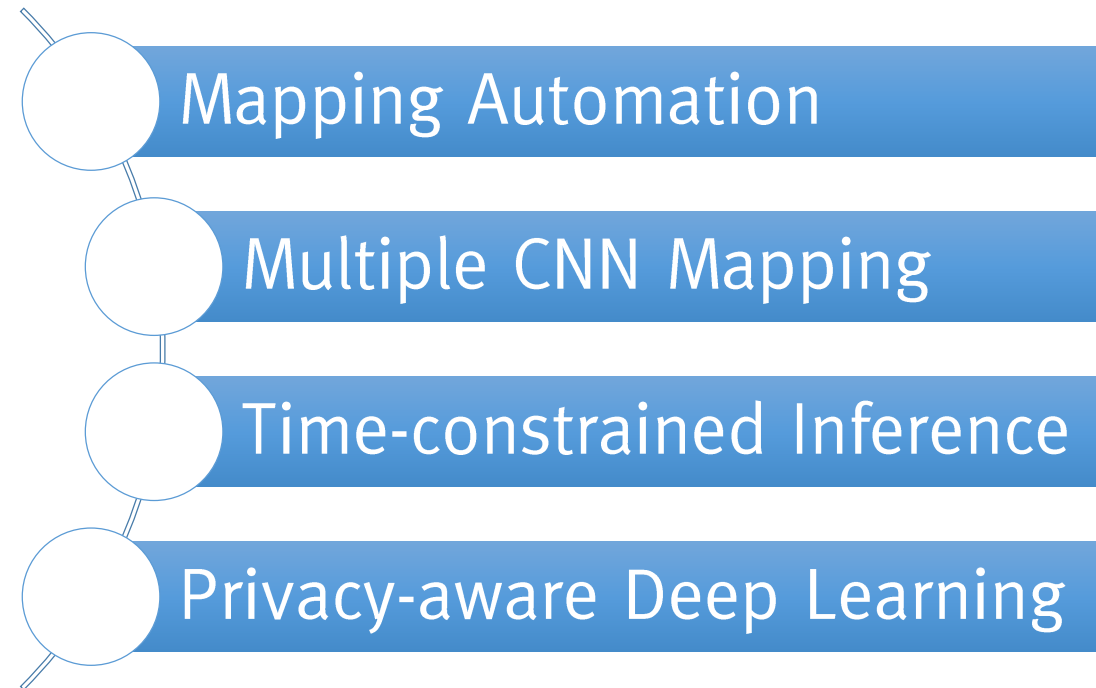 Mapping Automation
Multiple CNN Mapping
Time-constrained Inference
Privacy-aware Deep Learning